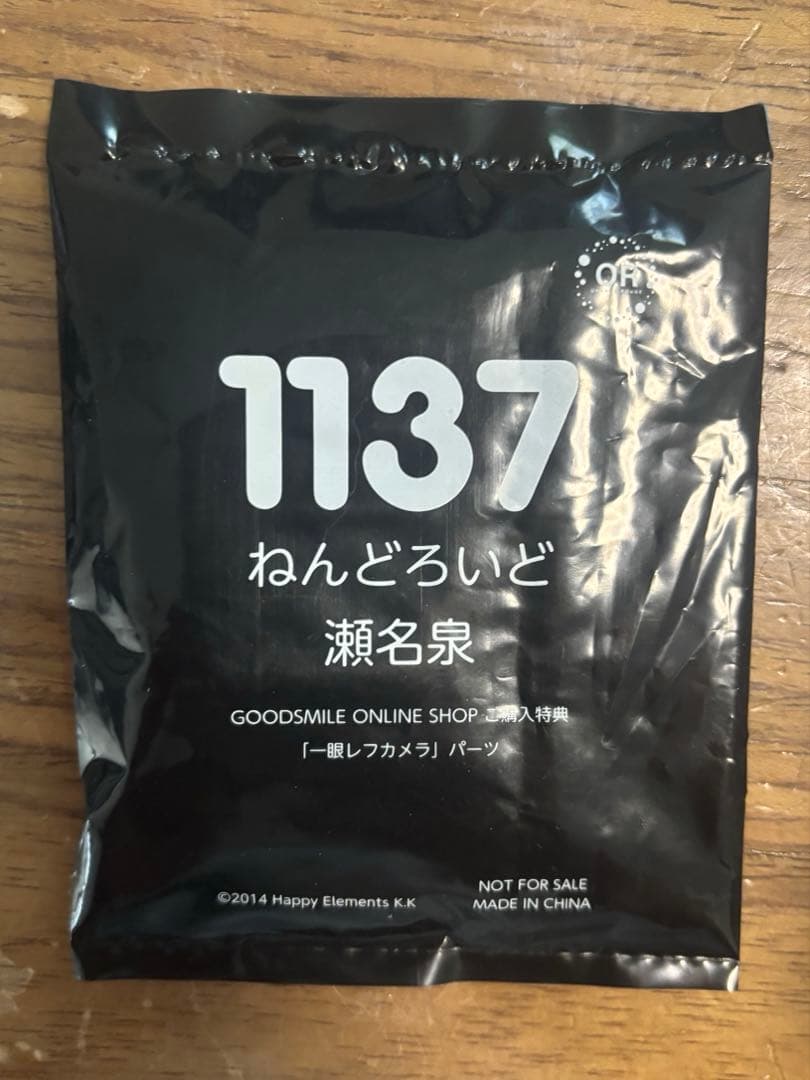 OR
1137
ねんどろいど
瀬名泉
GOODSMILE ONLINE SHOP ご購入特典
「一眼レフカメラ」パーツ
©2014 Happy Elements K.K
NOT FOR SALE
MADE IN CHINA